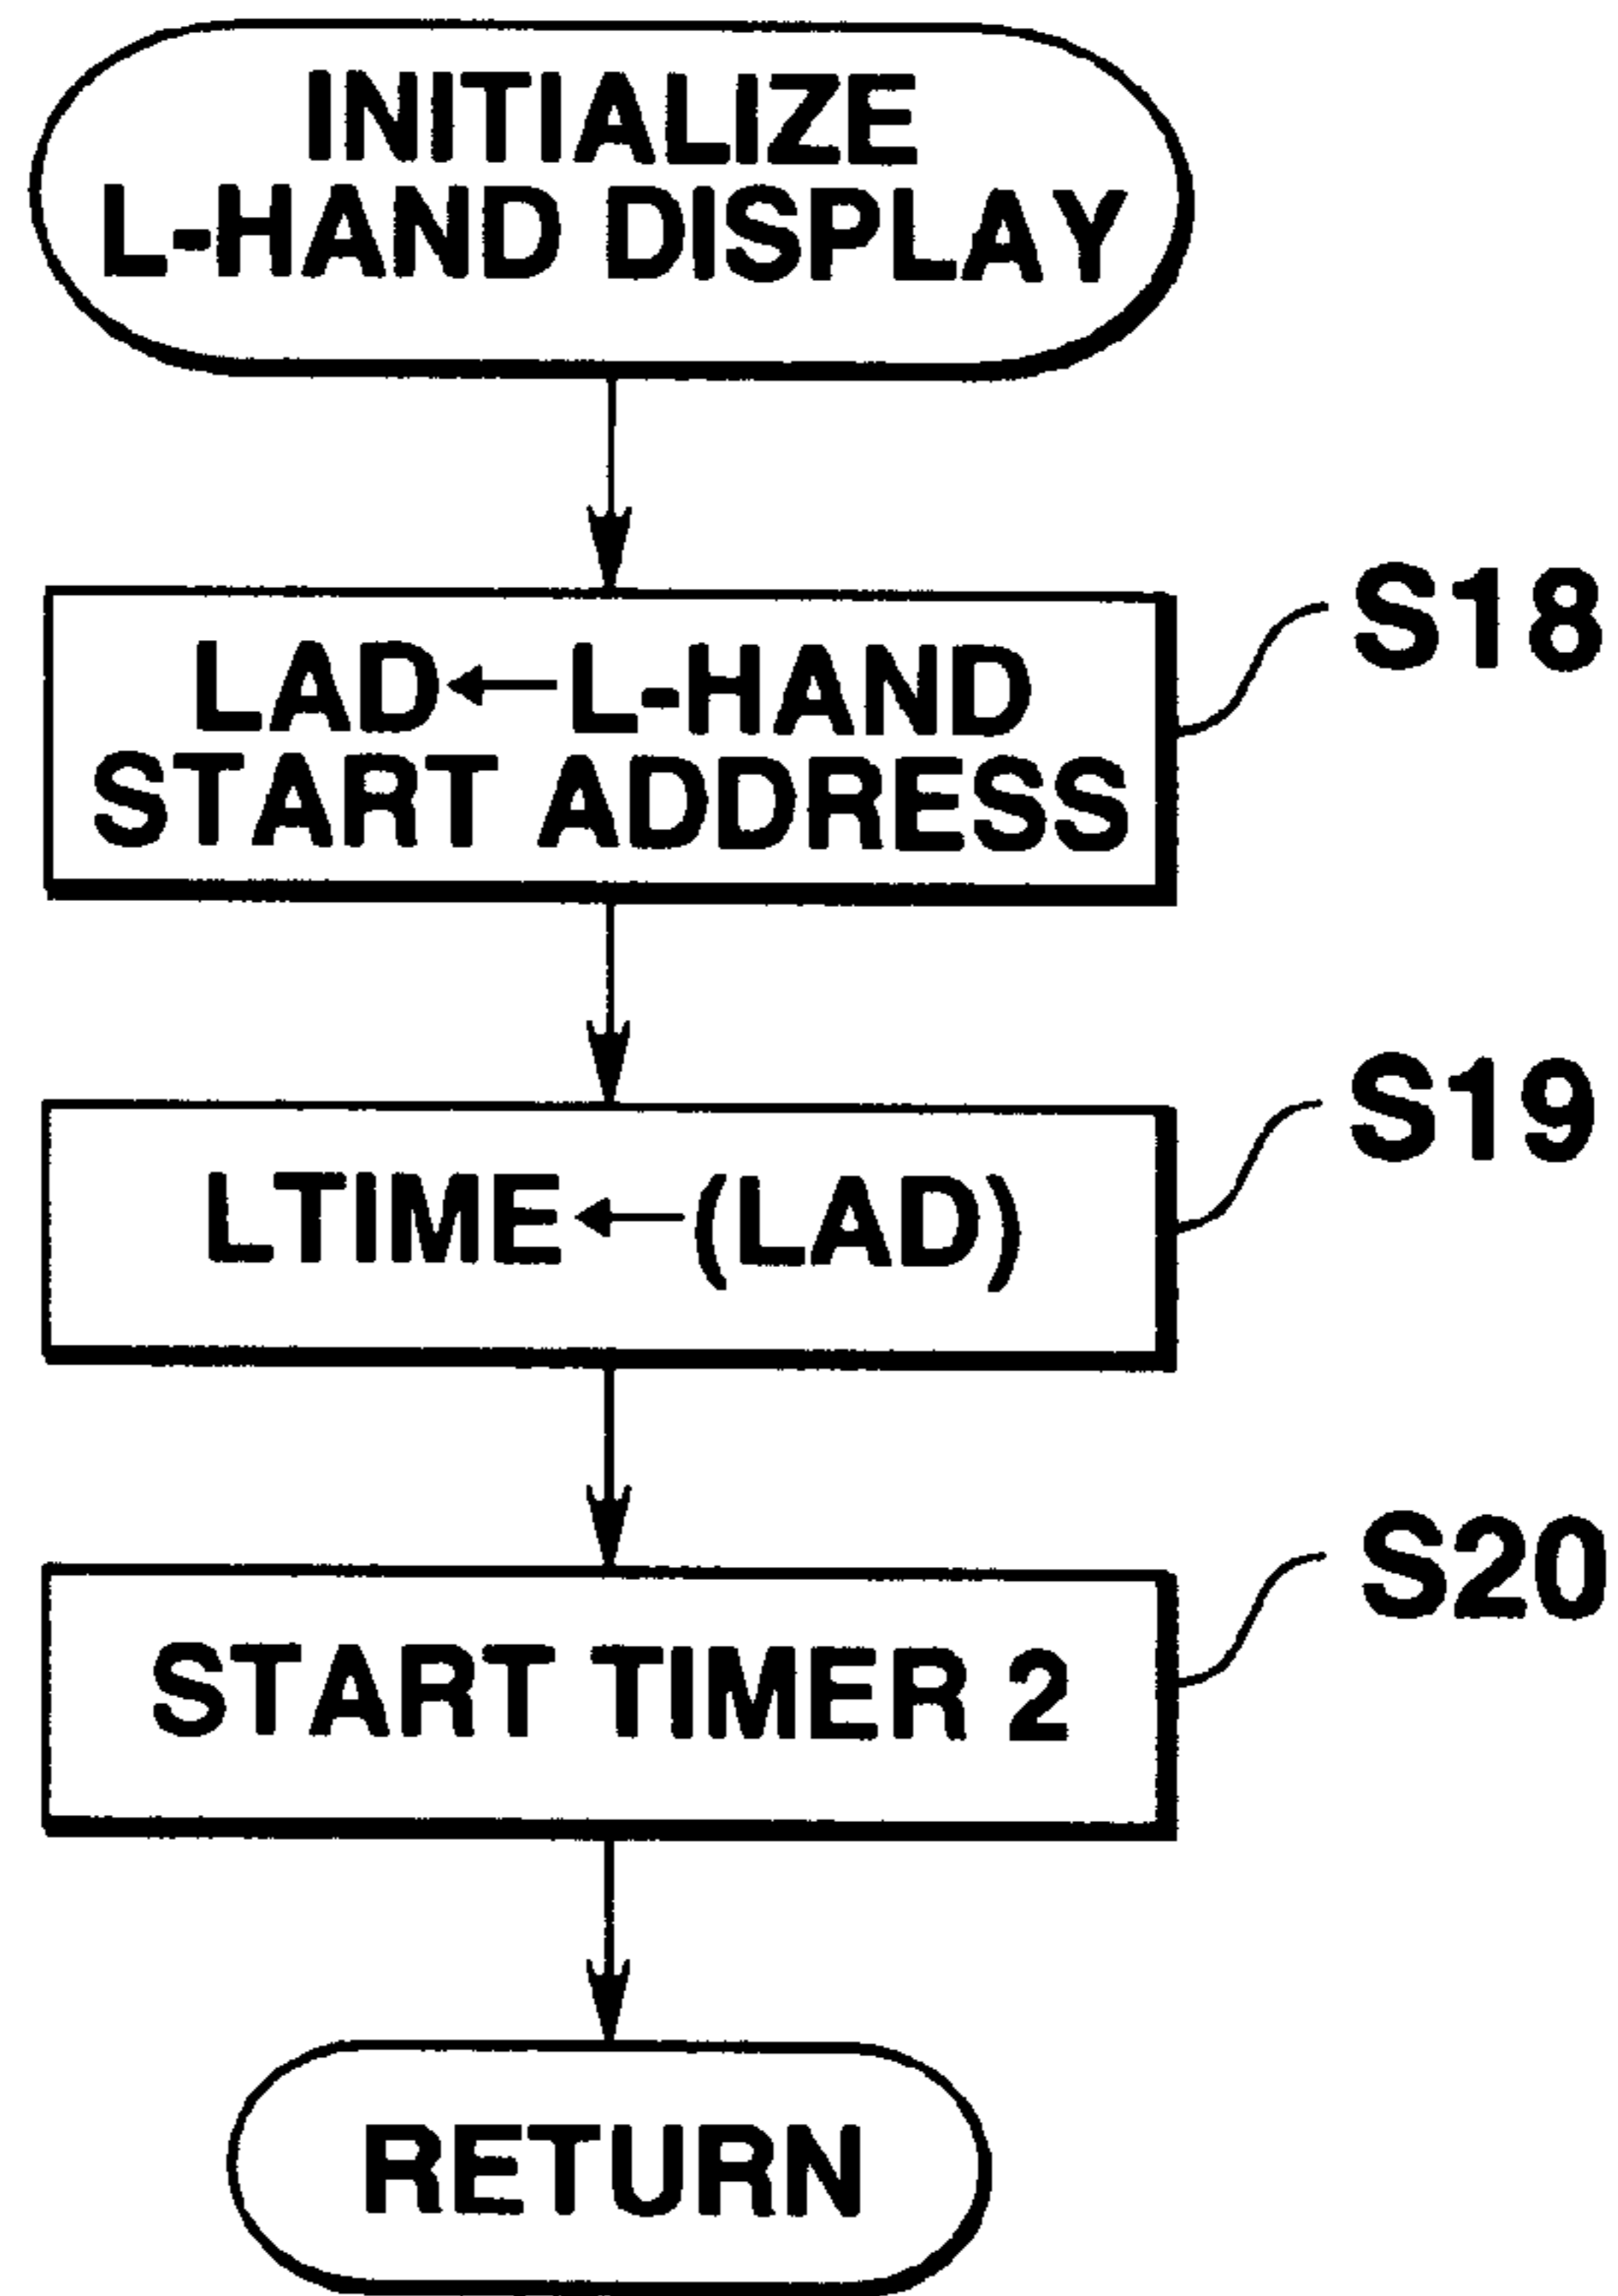 INITIALIZE
L-HAND DISPLAY
LAD←L-HAND
START ADDRESS
S18
LTIME←(LAD)
S19
START TIMER 2
S20
RETURN